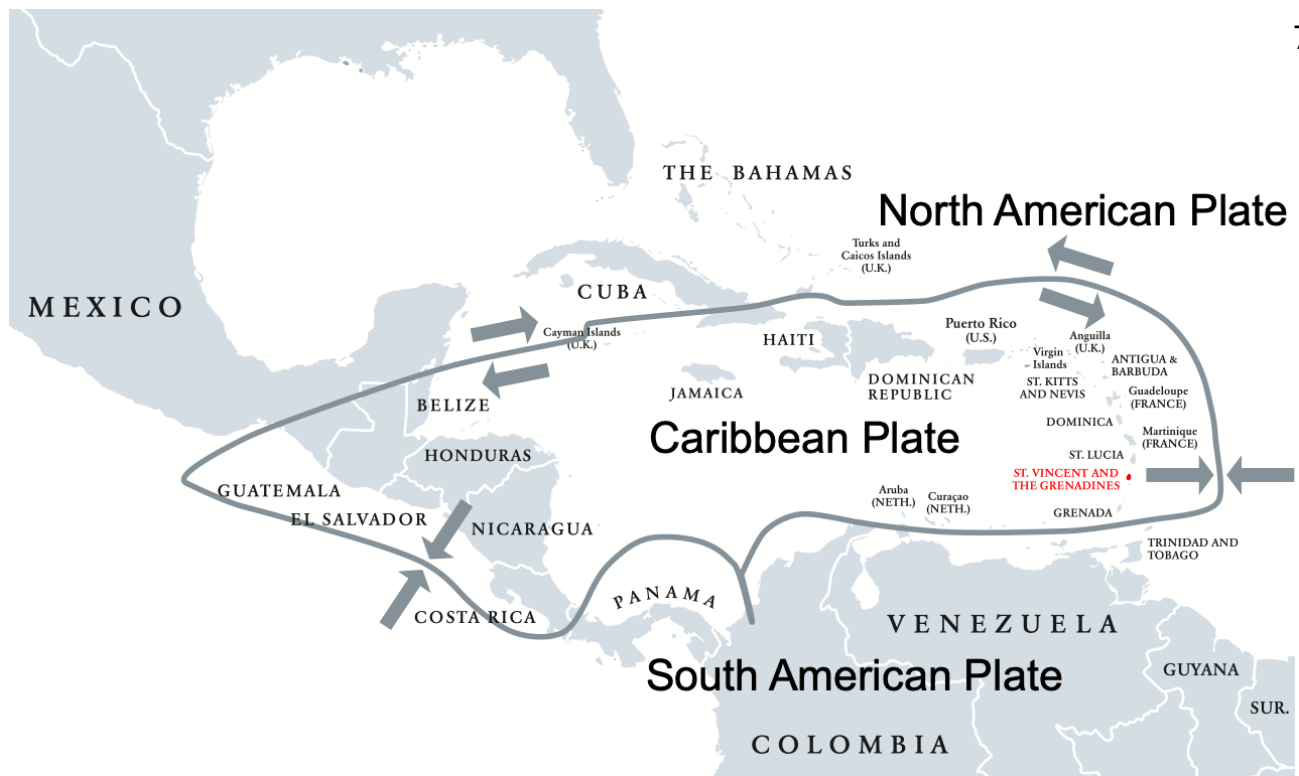 THE BAHAMAS
North American Plate
Turks and
Caicos Islands
(U.K.)
MEXICO
CUBA
Cayman Islands
(U.K.)
HAITI
Puerto Rico
(U.S.)
Anguilla
(U.K.)
Virgin
Islands
ANTIGUA &
BARBUDA
JAMAICA
DOMINICAN
REPUBLIC
ST. KITTS
AND NEVIS
Guadeloupe
(FRANCE)
BELIZE
DOMINICA
Caribbean Plate
Martinique
(FRANCE)
HONDURAS
ST. LUCIA
ST. VINCENT AND
THE GRENADINES
GUATEMALA
Aruba
(NETH.)
Curaçao
(NETH.)
EL SALVADOR
NICARAGUA
GRENADA
TRINIDAD AND
TOBAGO
PANAMA
COSTA RICA
VENEZUELA
South American Plate
GUYANA
SUR.
COLOMBIA